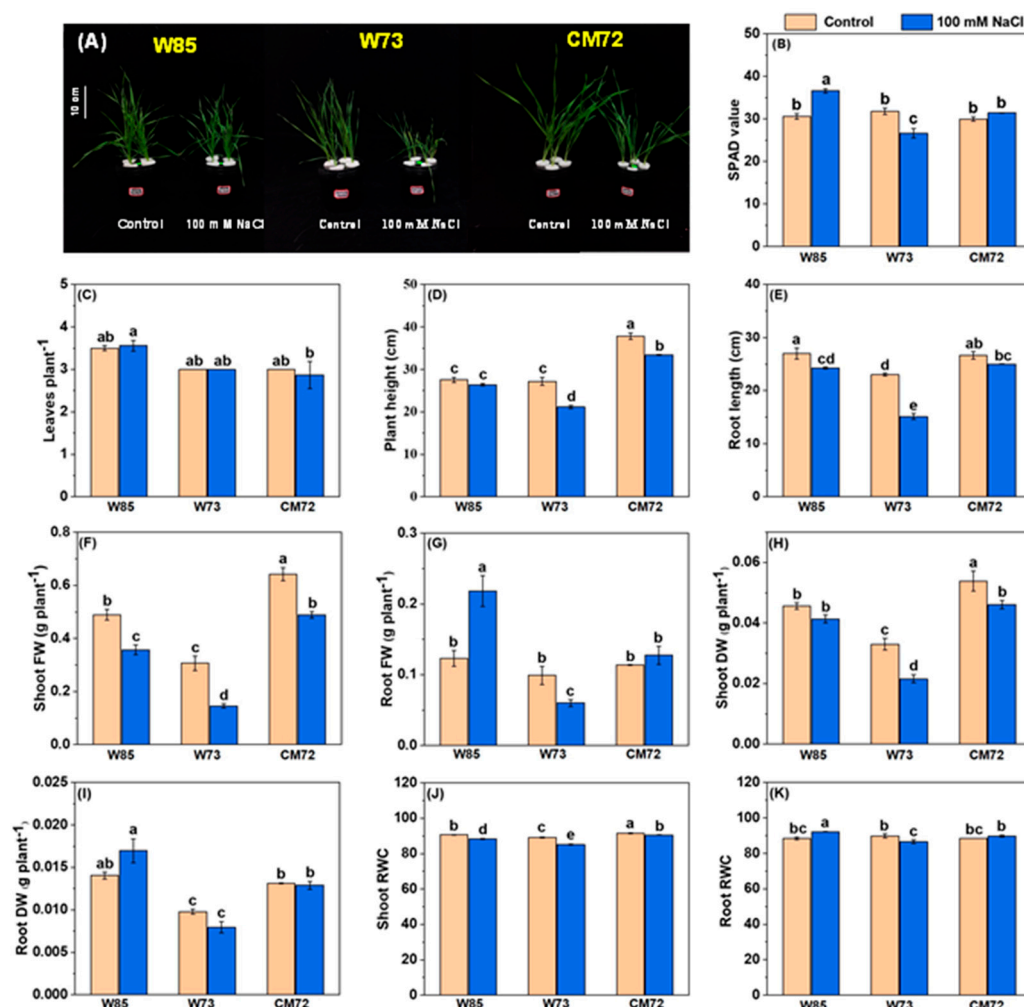 Control 100 mM NaCl
(A) W85 W73 CM72
10 cm
Control 100 mM NaCl Control 100 mM NaCl Control 100 mM NaCl
(B)
SPAD value
50
40
30
20
10
0
b a b c b b
W85 W73 CM72
(C)
Leaves plant-1
5
4
3
2
1
0
ab a ab ab ab b
W85 W73 CM72
(D)
Plant height (cm)
50
40
30
20
10
0
c c c d a b
W85 W73 CM72
(E)
Root length (cm)
40
30
20
10
0
a cd d e ab bc
W85 W73 CM72
(F)
Shoot FW (g plant-1)
0.8
0.6
0.4
0.2
0.0
b c c d a b
W85 W73 CM72
(G)
Root FW (g plant-1)
0.3
0.2
0.1
0.0
b a b c b b
W85 W73 CM72
(H)
Shoot DW (g plant-1)
0.06
0.04
0.02
0.00
b b c d a b
W85 W73 CM72
(I)
Root DW (g plant-1)
0.025
0.020
0.015
0.010
0.005
0.000
ab a c c b b
W85 W73 CM72
(J)
Shoot RWC
120
100
80
60
40
20
0
b d c e a b
W85 W73 CM72
(K)
Root RWC
120
100
80
60
40
20
0
bc a b c bc b
W85 W73 CM72